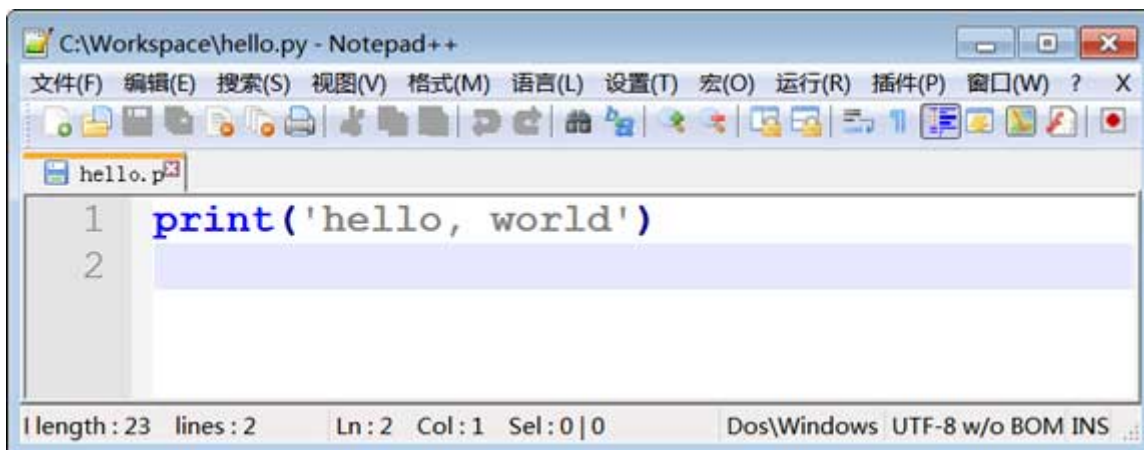 C:\Workspace\hello.py - Notepad++
文件(F) 编辑(E) 搜索(S) 视图(V) 格式(M) 语言(L) 设置(T) 宏(O) 运行(R) 插件(P) 窗口(W) ? X
hello.p
1 print('hello, world')
2
length : 23 lines : 2 Ln : 2 Col : 1 Sel : 0 | 0 Dos\Windows UTF-8 w/o BOM INS